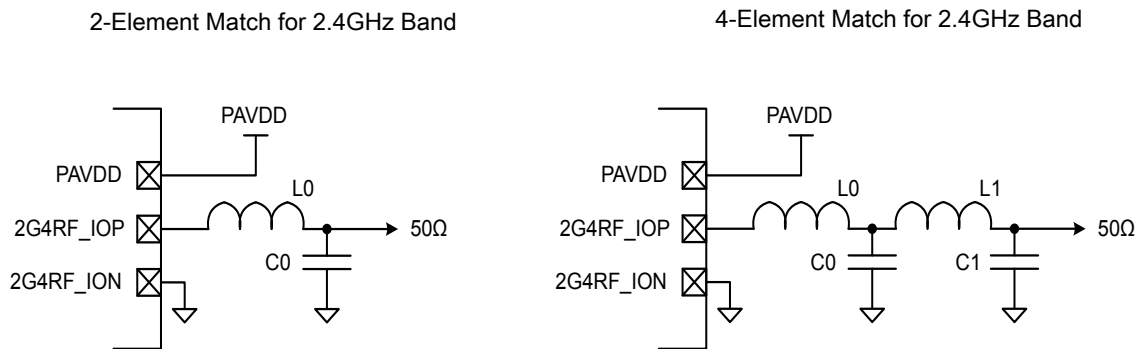 2-Element Match for 2.4GHz Band
PAVDD
PAVDD
L0
2G4RF_IOP
50Ω
C0
2G4RF_ION
4-Element Match for 2.4GHz Band
PAVDD
PAVDD
L0
L1
2G4RF_IOP
50Ω
C0
C1
2G4RF_ION